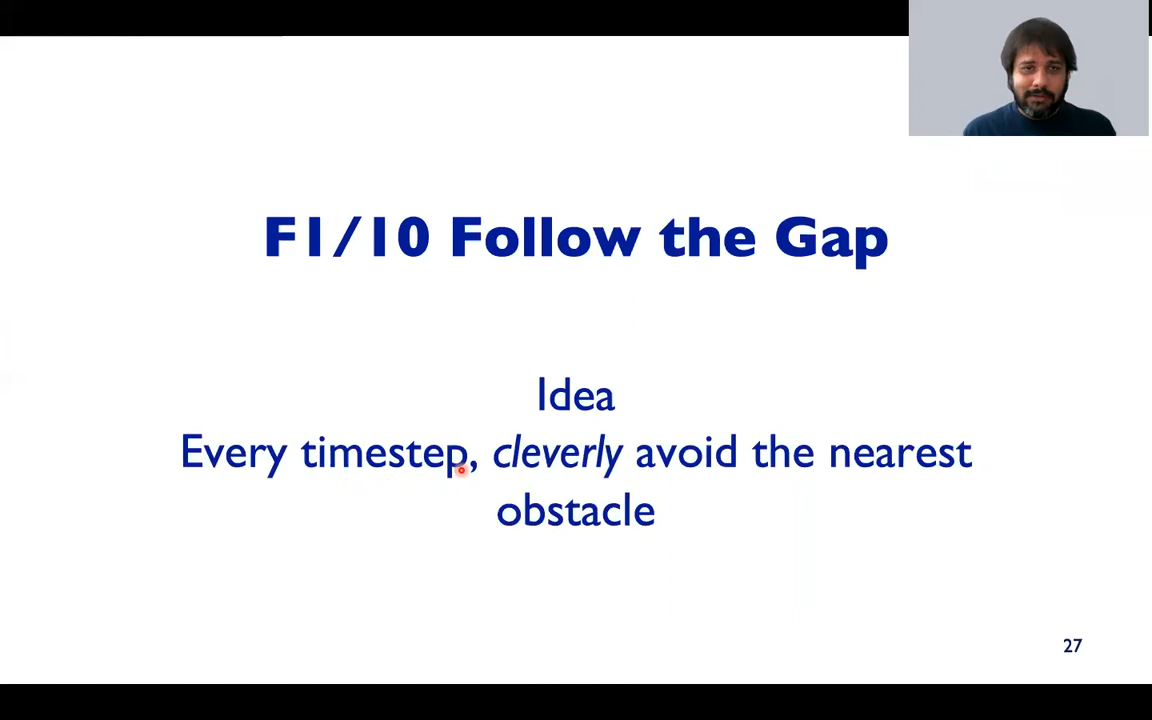 F1/10 Follow the Gap
Idea
Every timestep, cleverly avoid the nearest
obstacle
27